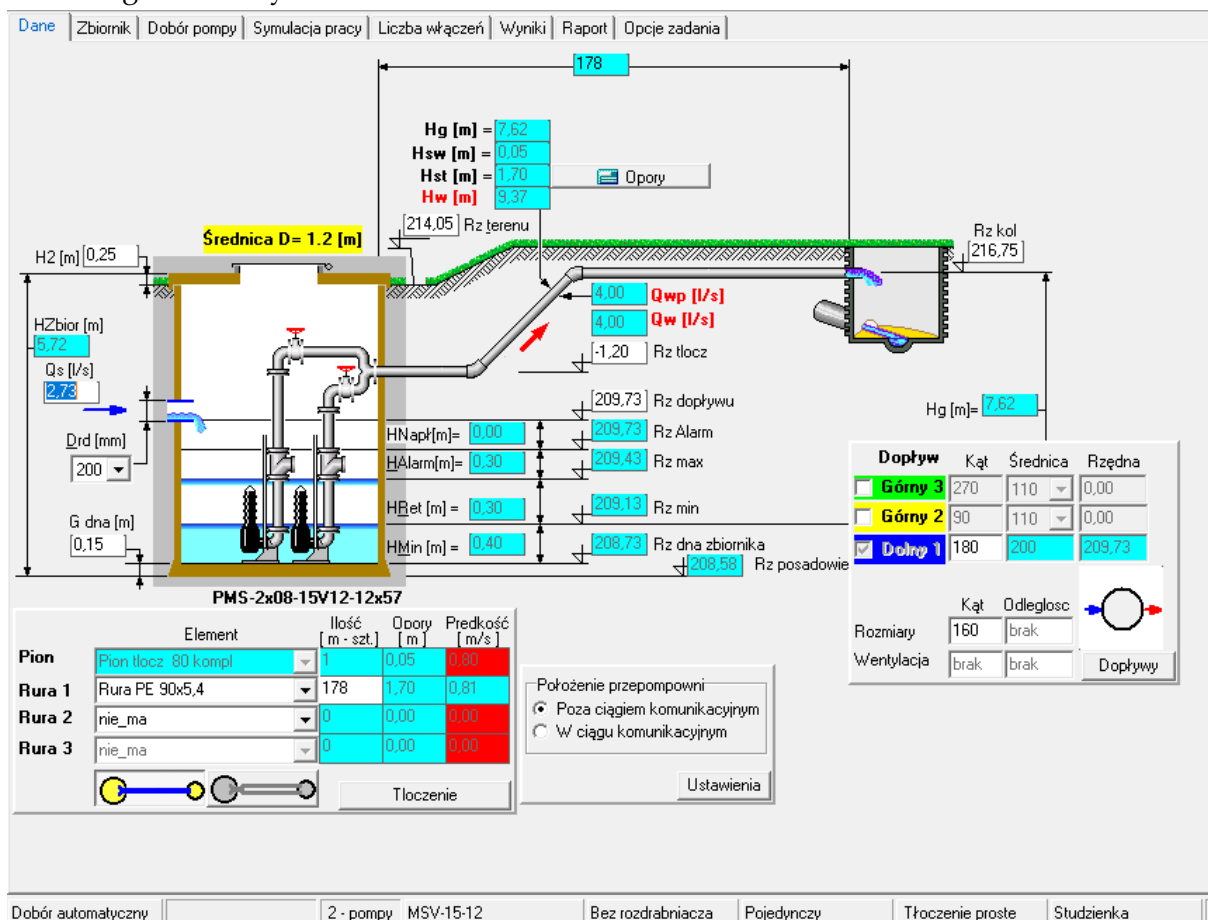 Dane Zbiornik Dobór pompy Symulacja pracy Liczba włączeń Wyniki Raport Opcje zadania
178
Hg [m] = 7,62
Hsw [m] = 0,05
Hst [m] = 1,70 Opory
Hw [m] 9,37
214,05 Rz terenu
Rz kol
216,75
Średnica D= 1.2 [m]
H2 [m] 0,25
4,00 Qwp [l/s]
4,00 Qw [l/s]
HZbior [m]
5,72
-1,20 Rz tłocz
Qs [l/s]
2,73
209,73 Rz dopływu
Hg [m]= 7,62
HNapł[m]= 0,00 209,73 Rz Alarm
Drd [mm]
200
HAlarm[m]= 0,30 209,43 Rz max
HRet [m] = 0,30 209,13 Rz min
G dna [m]
0,15
HMin [m] = 0,40 208,73 Rz dna zbiornika
208,58 Rz posadowie
Dopływ Kąt Średnica Rzędna
Górny 3 270 110 0,00
Górny 2 90 110 0,00
Dolny 1 180 200 209,73
Kąt Odleglosc
Rozmiary 160 brak
Wentylacja brak brak Dopływy
PMS-2x08-15V12-12x57
Element Ilość [ m - szt.] Opory [ m ] Predkość [ m/s ]
Pion Pion tłocz 80 kompl 1 0,05 0,80
Rura 1 Rura PE 90x5,4 178 1,70 0,81
Rura 2 nie_ma 0 0,00 0,00
Rura 3 nie_ma 0 0,00 0,00
Tloczenie
Położenie przepompowni
Poza ciągiem komunikacyjnym
W ciągu komunikacyjnym
Ustawienia
Dobór automatyczny 2 - pompy MSV-15-12 Bez rozdrabniacza Pojedynczy Tłoczenie proste Studzienka